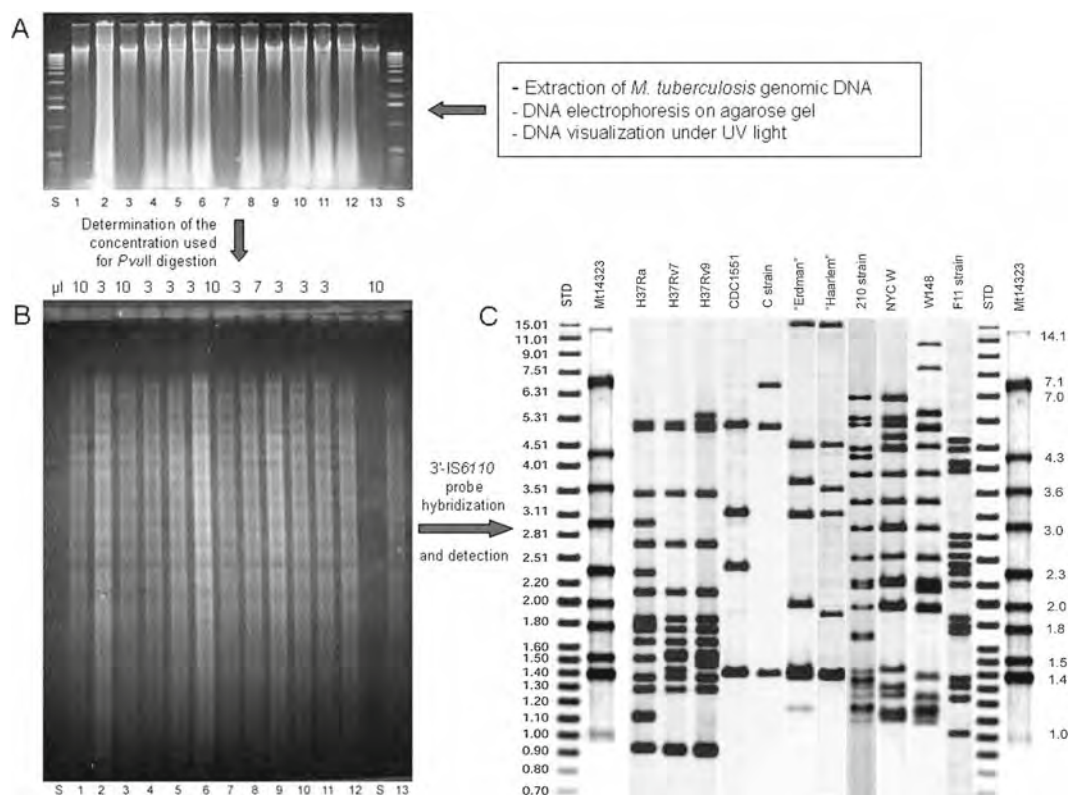 A
- Extraction of M. tuberculosis genomic DNA
- DNA electrophoresis on agarose gel
- DNA visualization under UV light
S 1 2 3 4 5 6 7 8 9 10 11 12 13 S
Determination of the
concentration used
for PvuII digestion
µl 10 3 10 3 3 3 10 3 7 3 3 3 10
B
3'-IS6110
probe
hybridization
and detection
S 1 2 3 4 5 6 7 8 9 10 11 12 S 13
C
STD
Mt14323
H37Ra
H37Rv7
H37Rv9
CDC1551
C strain
"Erdman"
"Haarlem"
210 strain
NYC W
W148
F11 strain
STD
Mt14323
15.01
11.01
9.01
7.51
6.31
5.31
4.51
4.01
3.51
3.11
2.81
2.51
2.20
2.00
1.80
1.60
1.50
1.40
1.30
1.20
1.10
1.00
0.90
0.80
0.70
14.1
7.1
7.0
4.3
3.6
3.0
2.3
2.0
1.8
1.5
1.4
1.0